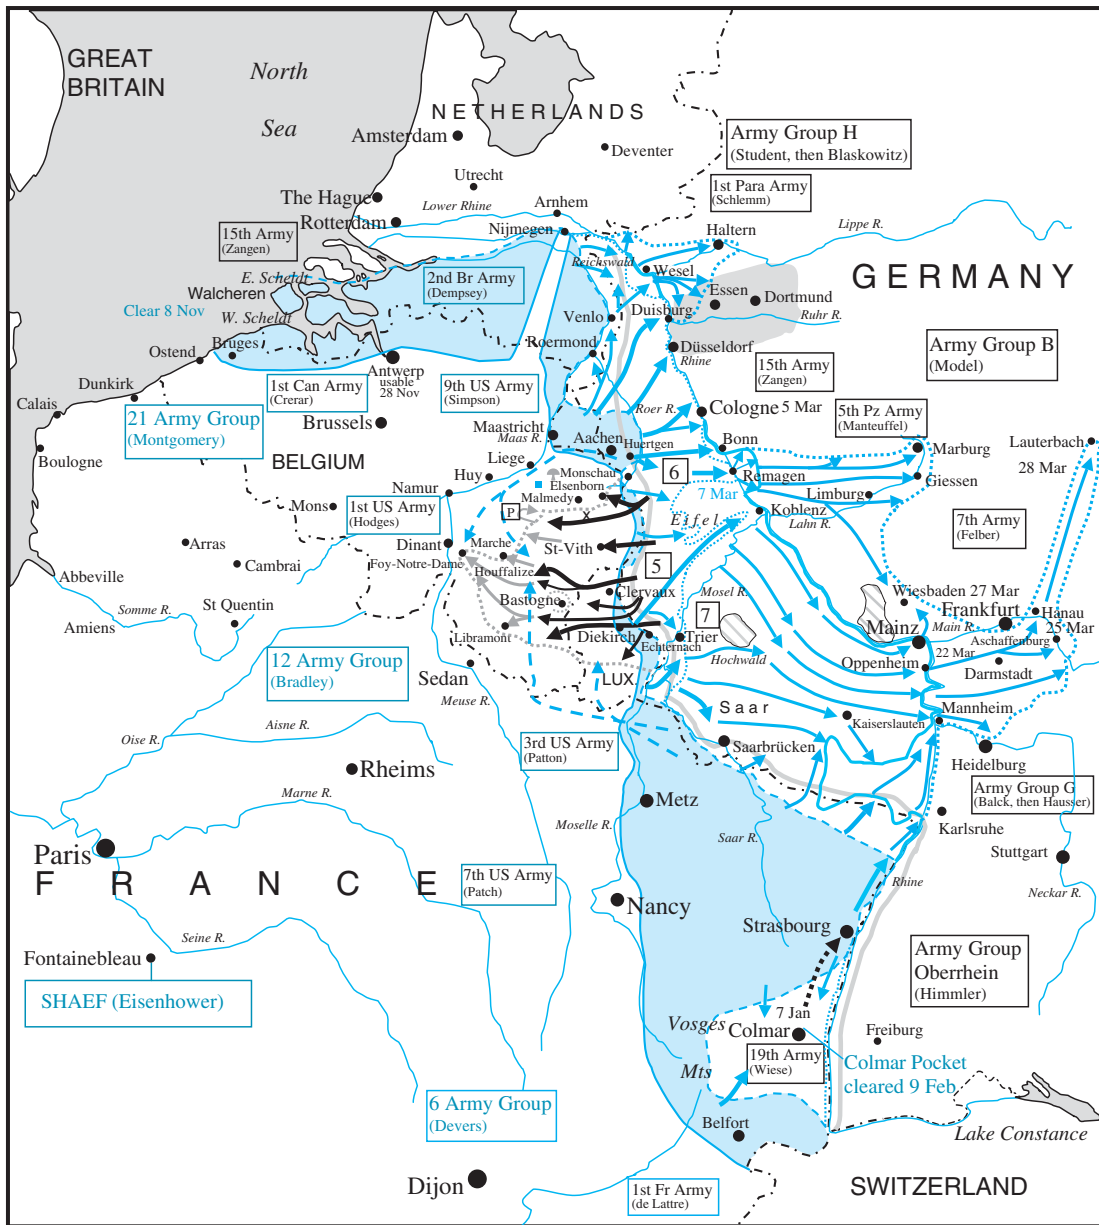 GREAT
BRITAIN
North
Sea
NETHERLANDS
Amsterdam
Deventer
Army Group H
(Student, then Blaskowitz)
Utrecht
1st Para Army
(Schlemm)
The Hague
Lower Rhine
Arnhem
Rotterdam
Nijmegen
Haltern
Lippe R.
15th Army
(Zangen)
Reichswald
Wesel
GERMANY
E. Scheldt
2nd Br Army
(Dempsey)
Walcheren
Essen
Dortmund
Clear 8 Nov
W. Scheldt
Venlo
Duisburg
Ruhr R.
Ostend
Bruges
Roermond
Düsseldorf
Rhine
Army Group B
(Model)
Antwerp
usable
28 Nov
15th Army
(Zangen)
Dunkirk
1st Can Army
(Crerar)
9th US Army
(Simpson)
Calais
21 Army Group
(Montgomery)
Brussels
Roer R.
Cologne
5 Mar
5th Pz Army
(Manteuffel)
Maastricht
Maas R.
Aachen
Huertgen
Bonn
Marburg
Lauterbach
28 Mar
Boulogne
BELGIUM
Liege
Huy
Monschau
Elsenborn
6
Remagen
Giessen
Namur
Malmedy
7 Mar
Limburg
Mons
1st US Army
(Hodges)
P
x
Eifel
Koblenz
Lahn R.
7th Army
(Felber)
Arras
Dinant
Marche
St-Vith
Foy-Notre-Dame
Houffalize
5
Cambrai
Abbeville
Clervaux
Mosel R.
Wiesbaden 27 Mar
Somme R.
St Quentin
Bastogne
7
Frankfurt
Hanau
25 Mar
Amiens
Libramont
Diekirch
Echternach
Trier
Mainz
Main R.
Aschaffenburg
12 Army Group
(Bradley)
Sedan
Hochwald
22 Mar
Oppenheim
Darmstadt
LUX
Meuse R.
Saar
Mannheim
Kaiserslauten
Oise R.
Aisne R.
3rd US Army
(Patton)
Saarbrücken
Heidelburg
Rheims
Army Group G
(Balck, then Hausser)
Marne R.
Metz
Moselle R.
Saar R.
Karlsruhe
Paris
Stuttgart
FRANCE
7th US Army
(Patch)
Rhine
Neckar R.
Nancy
Strasbourg
Seine R.
Fontainebleau
Army Group
Oberrhein
(Himmler)
SHAEF (Eisenhower)
7 Jan
Vosges
Colmar
Freiburg
19th Army
(Wiese)
Colmar Pocket
cleared 9 Feb
Mts
6 Army Group
(Devers)
Belfort
Lake Constance
Dijon
1st Fr Army
(de Lattre)
SWITZERLAND